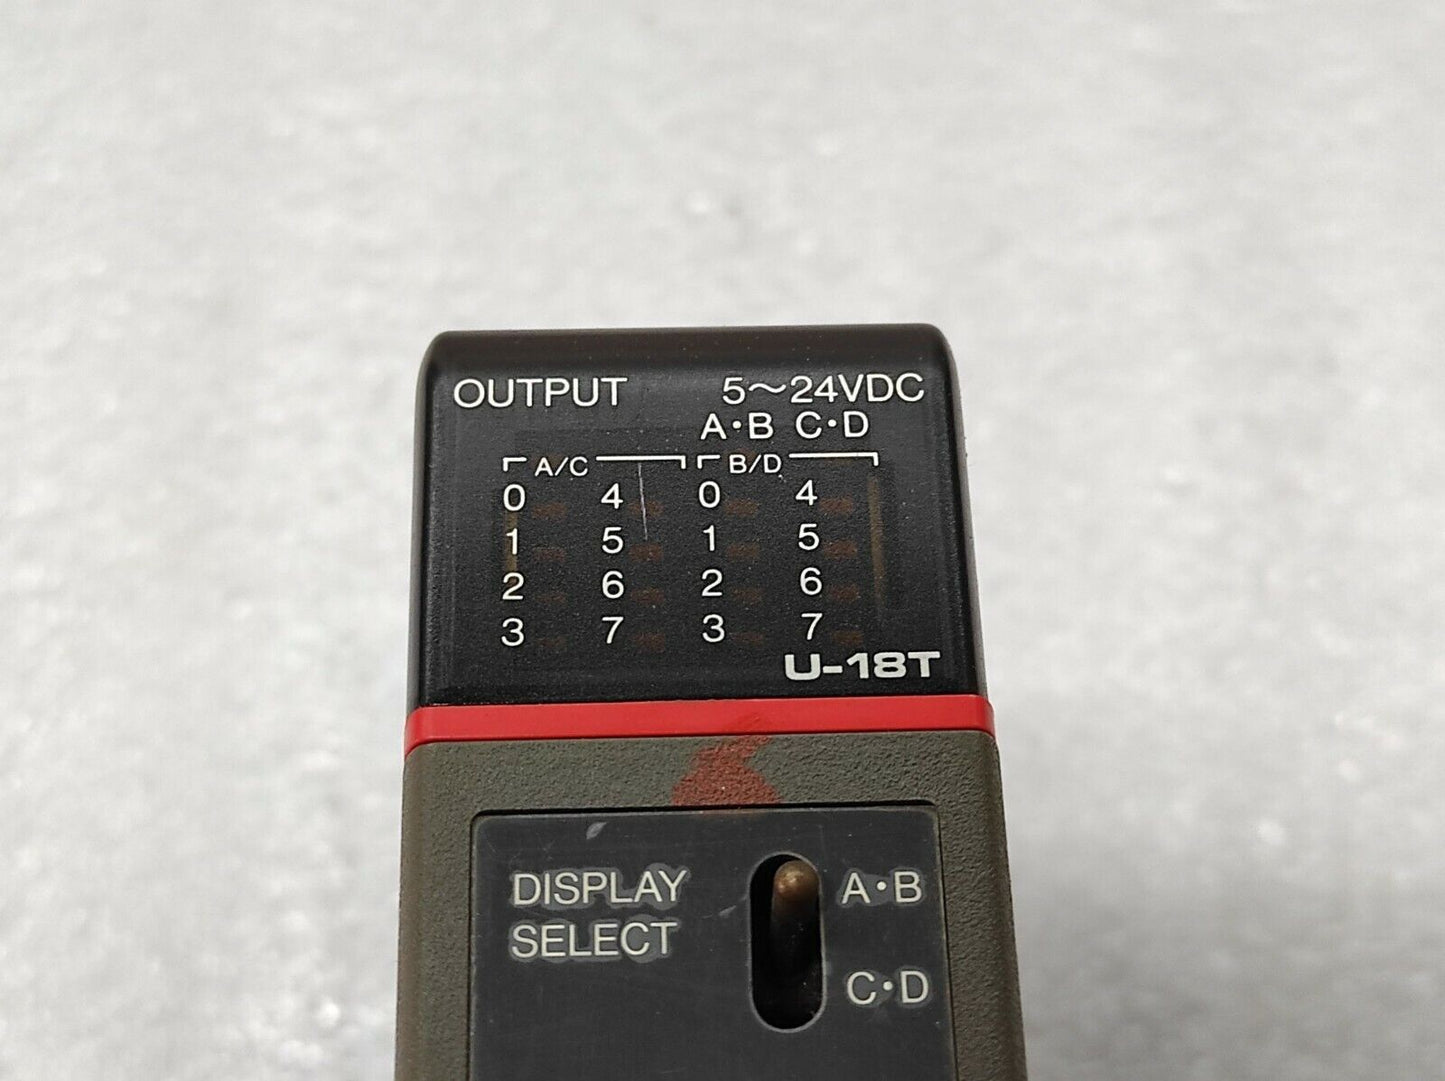 OUTPUT 5～24VDC
A·B C·D
A/C B/D
0 4 0 4
1 5 1 5
2 6 2 6
3 7 3 7
U-18T
DISPLAY A·B
SELECT
C·D